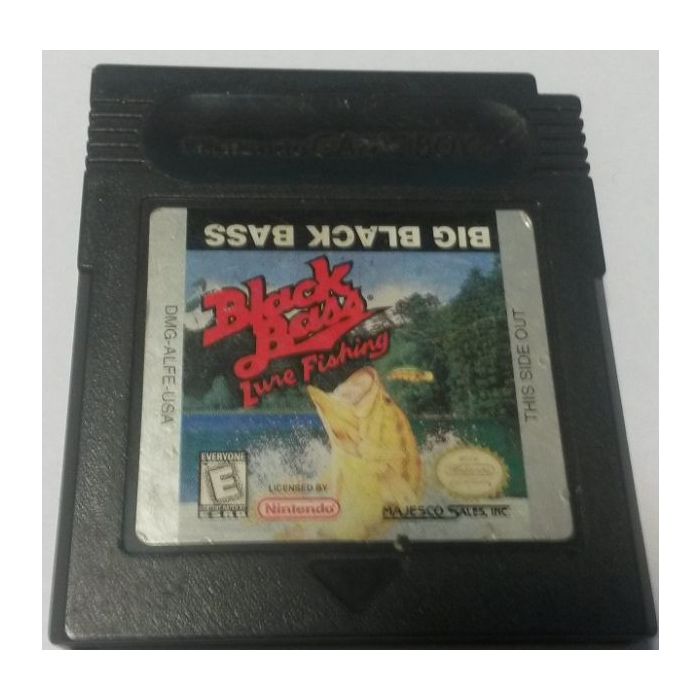 BIG BLACK BASS
Black
Bass
Lure Fishing
DMG-ALFE-USA
THIS SIDE OUT
EVERYONE
E
ESRB
LICENSED BY
Nintendo
MAJESCO SALES, INC.